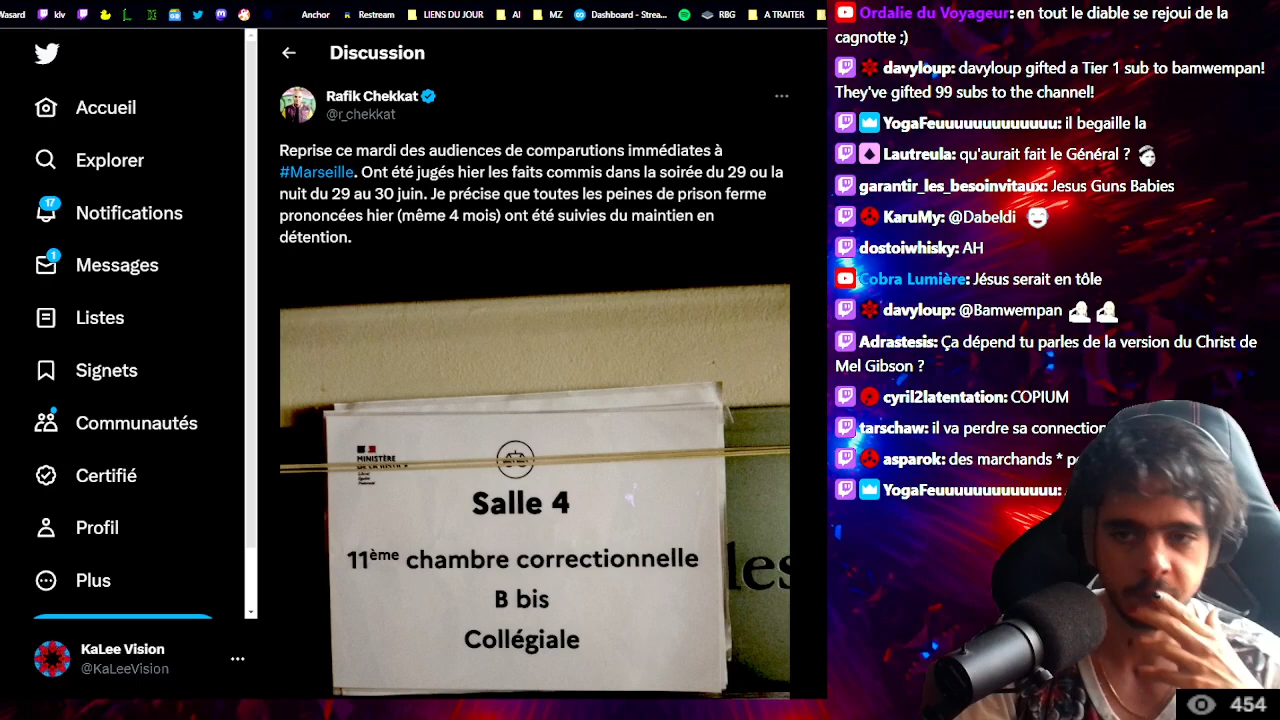 Wasard
klv
Anchor
Restream
LIENS DU JOUR
AI
MZ
Dashboard - Strea...
RBG
A TRAITER
Accueil
Explorer
17
Notifications
1
Messages
Listes
Signets
Communautés
Certifié
Profil
Plus
KaLee Vision
@KaLeeVision
Discussion
Rafik Chekkat
@r_chekkat
Reprise ce mardi des audiences de comparutions immédiates à
#Marseille. Ont été jugés hier les faits commis dans la soirée du 29 ou la
nuit du 29 au 30 juin. Je précise que toutes les peines de prison ferme
prononcées hier (même 4 mois) ont été suivies du maintien en
détention.
MINISTÈRE
Salle 4
11ème chambre correctionnelle
B bis
Collégiale
les
Ordalie du Voyageur: en tout le diable se rejoui de la
cagnotte ;)
davyloup: davyloup gifted a Tier 1 sub to bamwempan!
They've gifted 99 subs to the channel!
YogaFeuuuuuuuuuuuuu: il begaille la
Lautreula: qu'aurait fait le Général ?
garantir_les_besoinvitaux: Jesus Guns Babies
KaruMy: @Dabeldi
dostoiwhisky: AH
Cobra Lumière: Jésus serait en tôle
davyloup: @Bamwempan
Adrastesis: Ça dépend tu parles de la version du Christ de
Mel Gibson ?
cyril2latentation: COPIUM
tarschaw: il va perdre sa connection
asparok: des marchands *
YogaFeuuuuuuuuuuuuu:
454